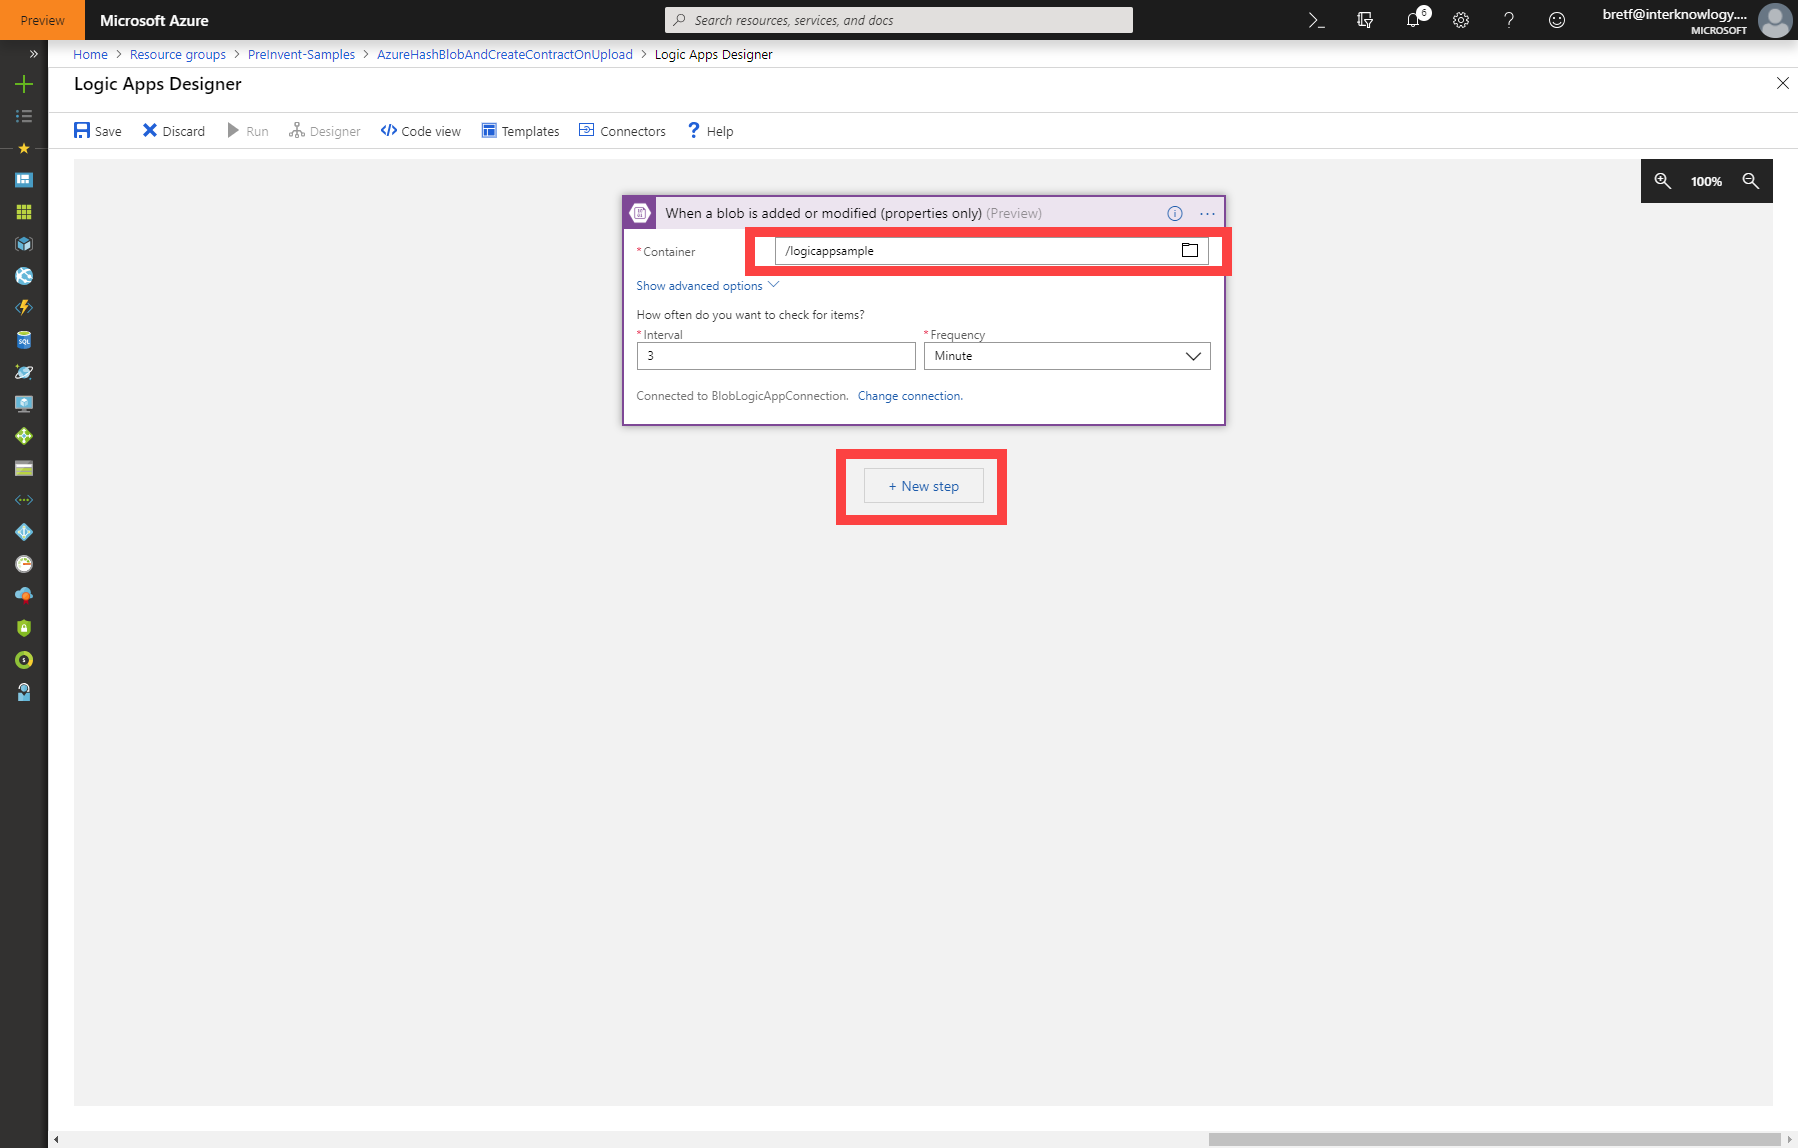 Preview
Microsoft Azure
Search resources, services, and docs
6
bretf@interknowlogy....
MICROSOFT
Home > Resource groups > PreInvent-Samples > AzureHashBlobAndCreateContractOnUpload > Logic Apps Designer
Logic Apps Designer
Save Discard Run Designer Code view Templates Connectors Help
100%
When a blob is added or modified (properties only) (Preview)
*Container /logicappsample
Show advanced options
How often do you want to check for items?
*Interval *Frequency
3 Minute
Connected to BlobLogicAppConnection. Change connection.
+ New step